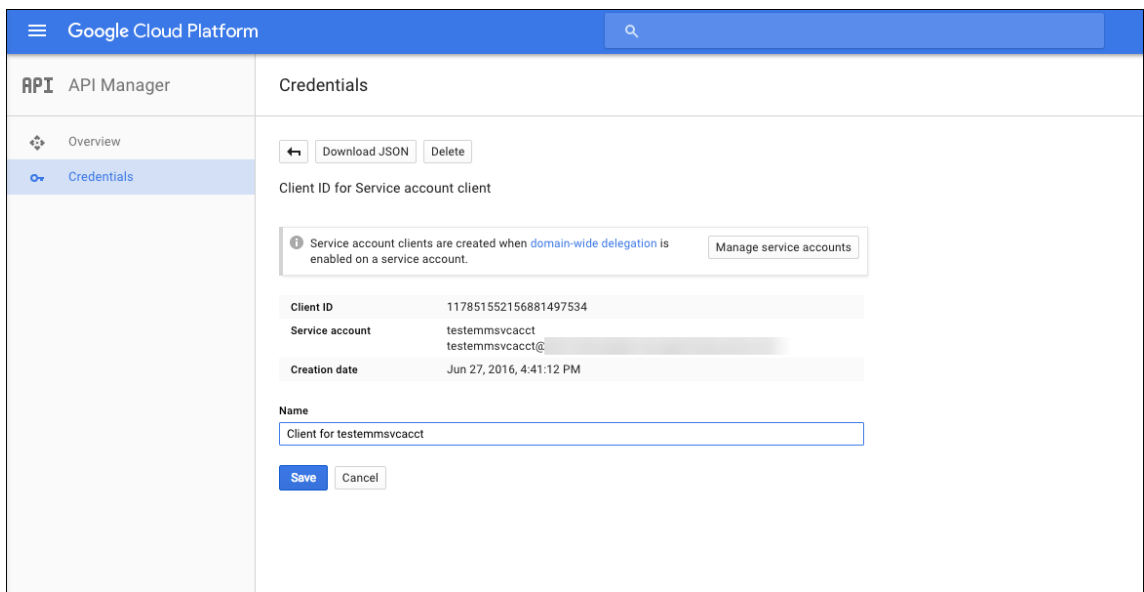 Google Cloud Platform
API API Manager
Credentials
Overview
Credentials
Download JSON
Delete
Client ID for Service account client
Service account clients are created when domain-wide delegation is
enabled on a service account.
Manage service accounts
Client ID 117851552156881497534
Service account testemmsvcacct
testemmsvcacct@
Creation date Jun 27, 2016, 4:41:12 PM
Name
Client for testemmsvcacct
Save
Cancel